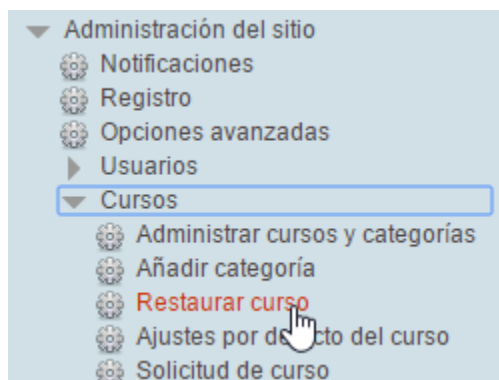 Administración del sitio
Notificaciones
Registro
Opciones avanzadas
Usuarios
Cursos
Administrar cursos y categorías
Añadir categoría
Restaurar curso
Ajustes por defecto del curso
Solicitud de curso